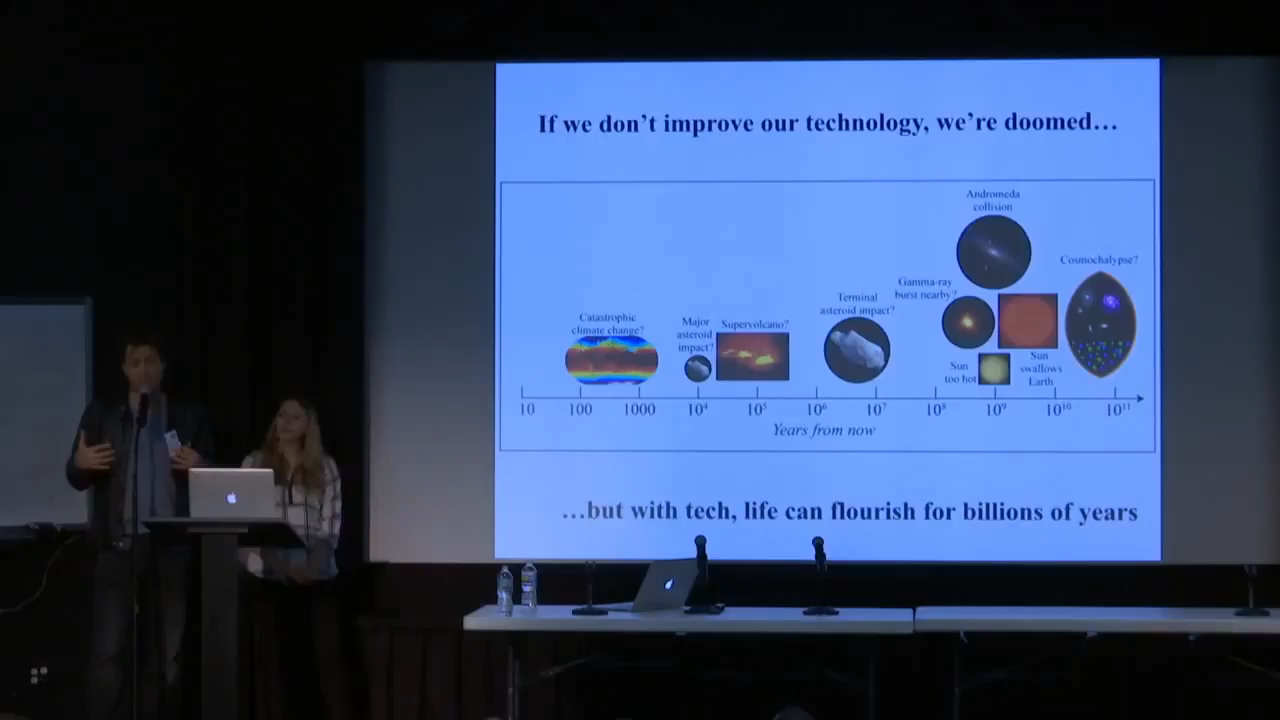 If we don't improve our technology, we're doomed…
Andromeda
collision
Cosmochalypse?
Gamma-ray
burst nearby?
Terminal
asteroid impact?
Catastrophic
climate change?
Major
asteroid
impact?
Supervolcano?
Sun
too hot
Sun
swallows
Earth
10 100 1000 10⁴ 10⁵ 10⁶ 10⁷ 10⁸ 10⁹ 10¹⁰ 10¹¹
Years from now
…but with tech, life can flourish for billions of years